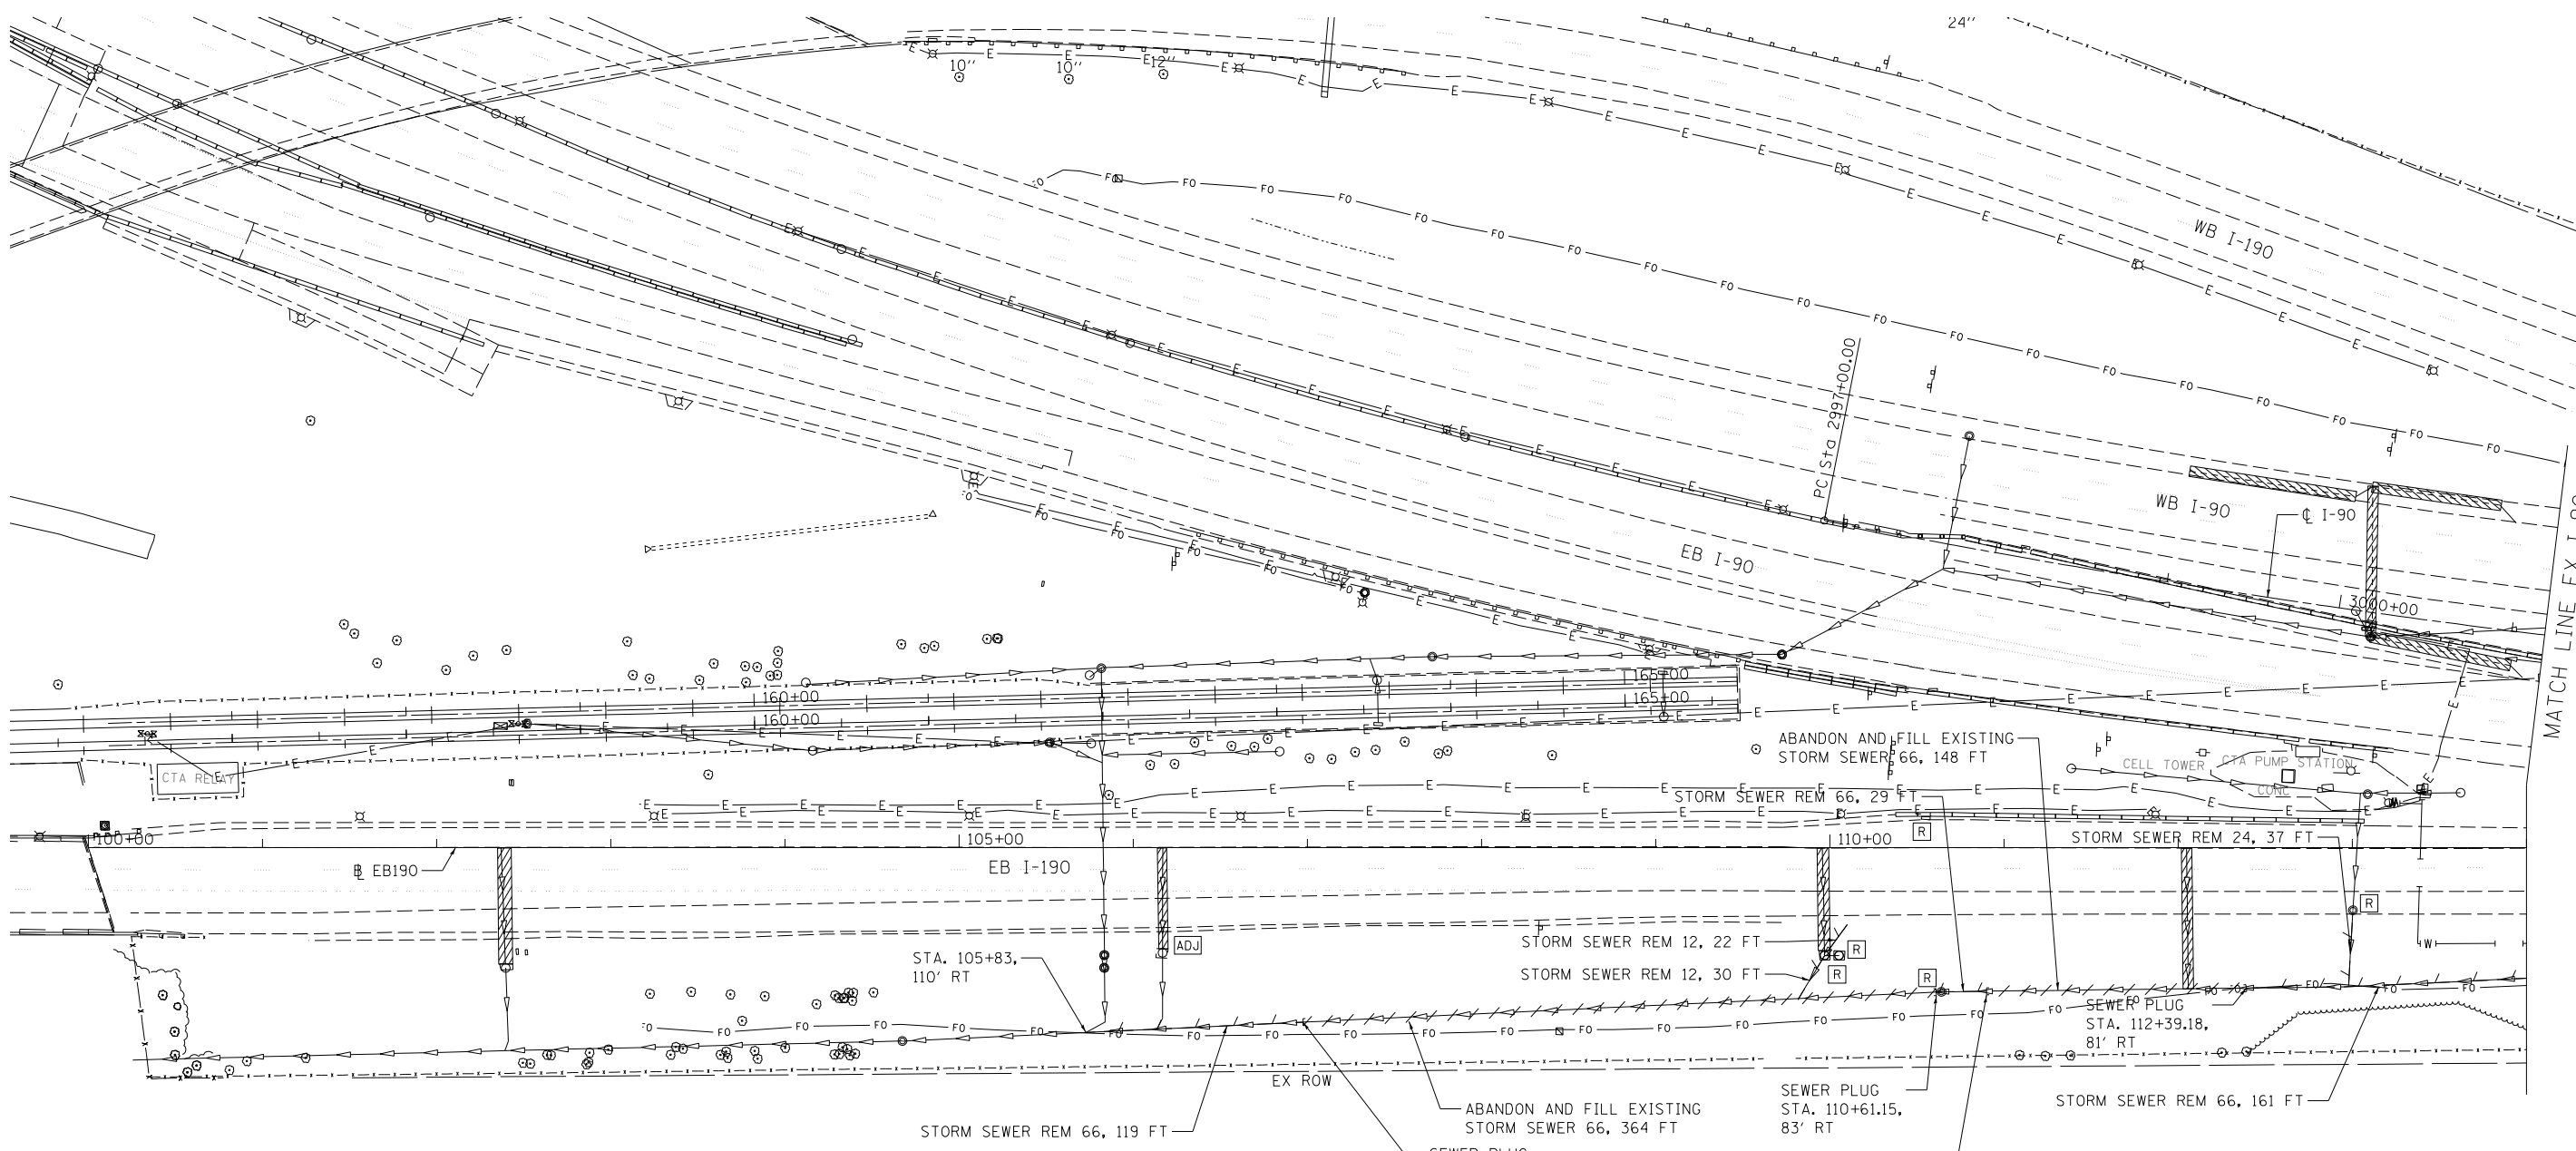 24''
10''
10''
12''
WB I-190
PC Sta 2997+00.00
WB I-90
℄ I-90
EB I-90
3000+00
MATCH LINE EX
160+00
165+00
160+00
165+00
ABANDON AND FILL EXISTING
STORM SEWER 66, 148 FT
CELL TOWER
CTA PUMP STATION
CONC
CTA RELAY
STORM SEWER REM 66, 29 FT
R
STORM SEWER REM 24, 37 FT
100+00
105+00
110+00
B EB190
EB I-190
R
ADJ
STORM SEWER REM 12, 22 FT
R
STA. 105+83,
110' RT
STORM SEWER REM 12, 30 FT
R
R
SEWER PLUG
STA. 112+39.18,
81' RT
EX ROW
SEWER PLUG
STA. 110+61.15,
83' RT
STORM SEWER REM 66, 161 FT
ABANDON AND FILL EXISTING
STORM SEWER 66, 364 FT
STORM SEWER REM 66, 119 FT
SEWER PLUG